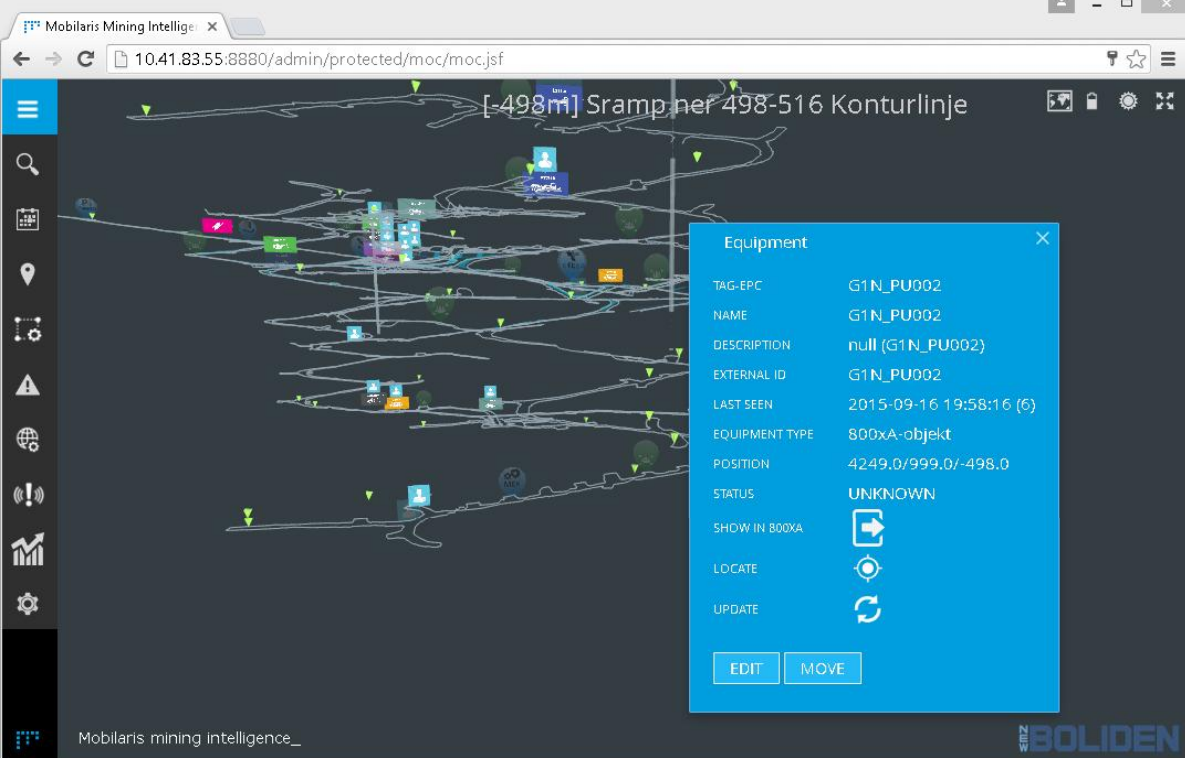 Mobilaris Mining Intellige
10.41.83.55:8880/admin/protected/moc/moc.jsf
[-498m] Sramp ner 498-516 Konturlinje
Equipment
TAG-EPC G1N_PU002
NAME G1N_PU002
DESCRIPTION null (G1N_PU002)
EXTERNAL ID G1N_PU002
LAST SEEN 2015-09-16 19:58:16 (6)
EQUIPMENT TYPE 800xA-objekt
POSITION 4249.0/999.0/-498.0
STATUS UNKNOWN
SHOW IN 800XA
LOCATE
UPDATE
EDIT MOVE
Mobilaris mining intelligence_
NEW BOLIDEN